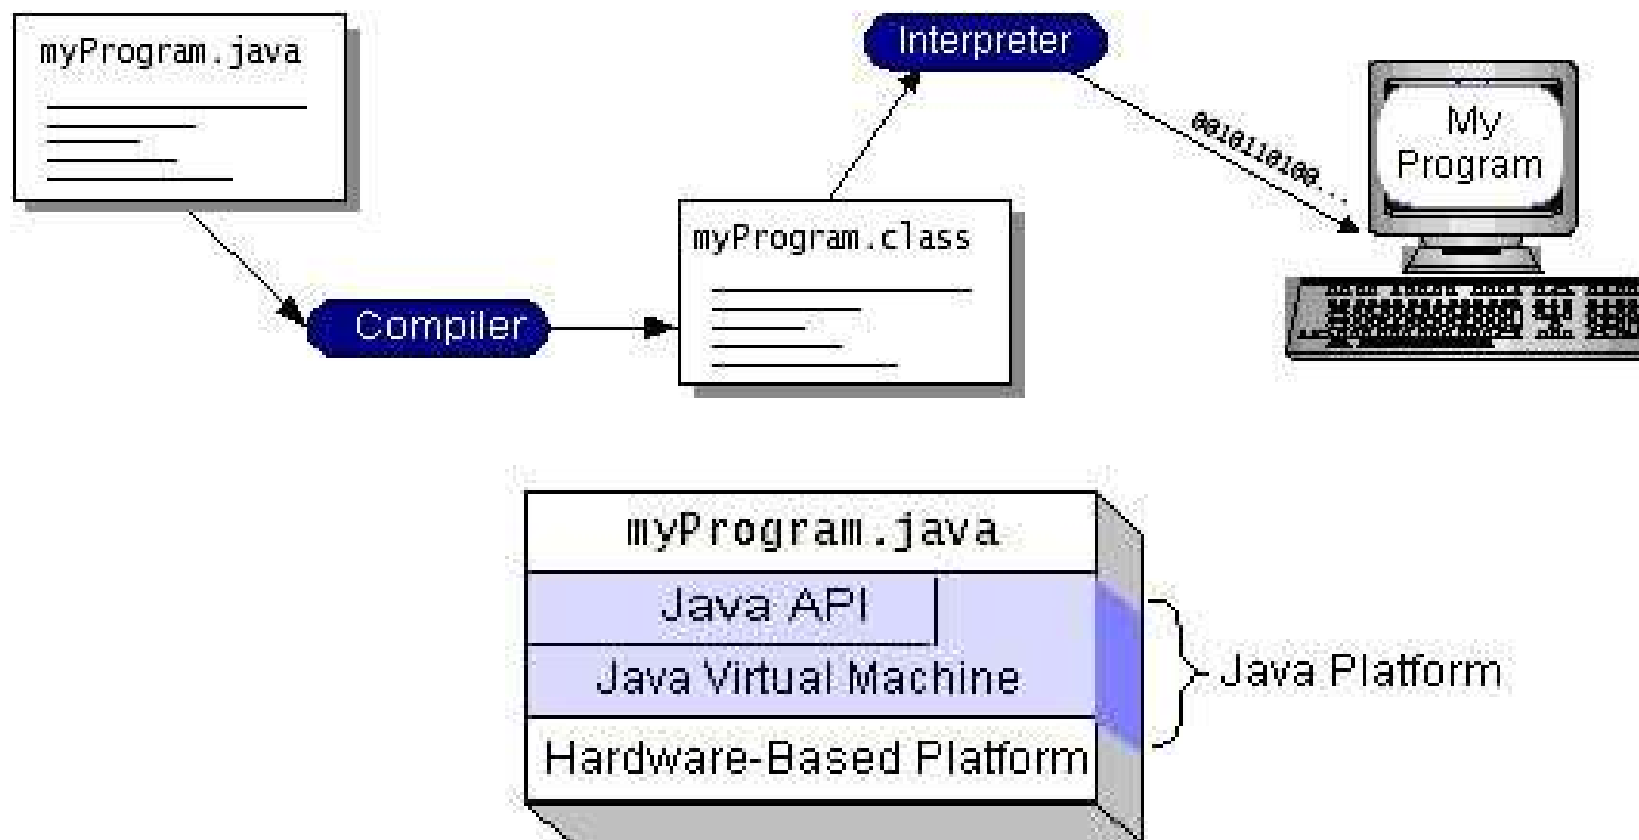 myProgram.java
Interpreter
0010110100...
My
Program
myProgram.class
Compiler
myProgram.java
Java API
Java Virtual Machine
Java Platform
Hardware-Based Platform